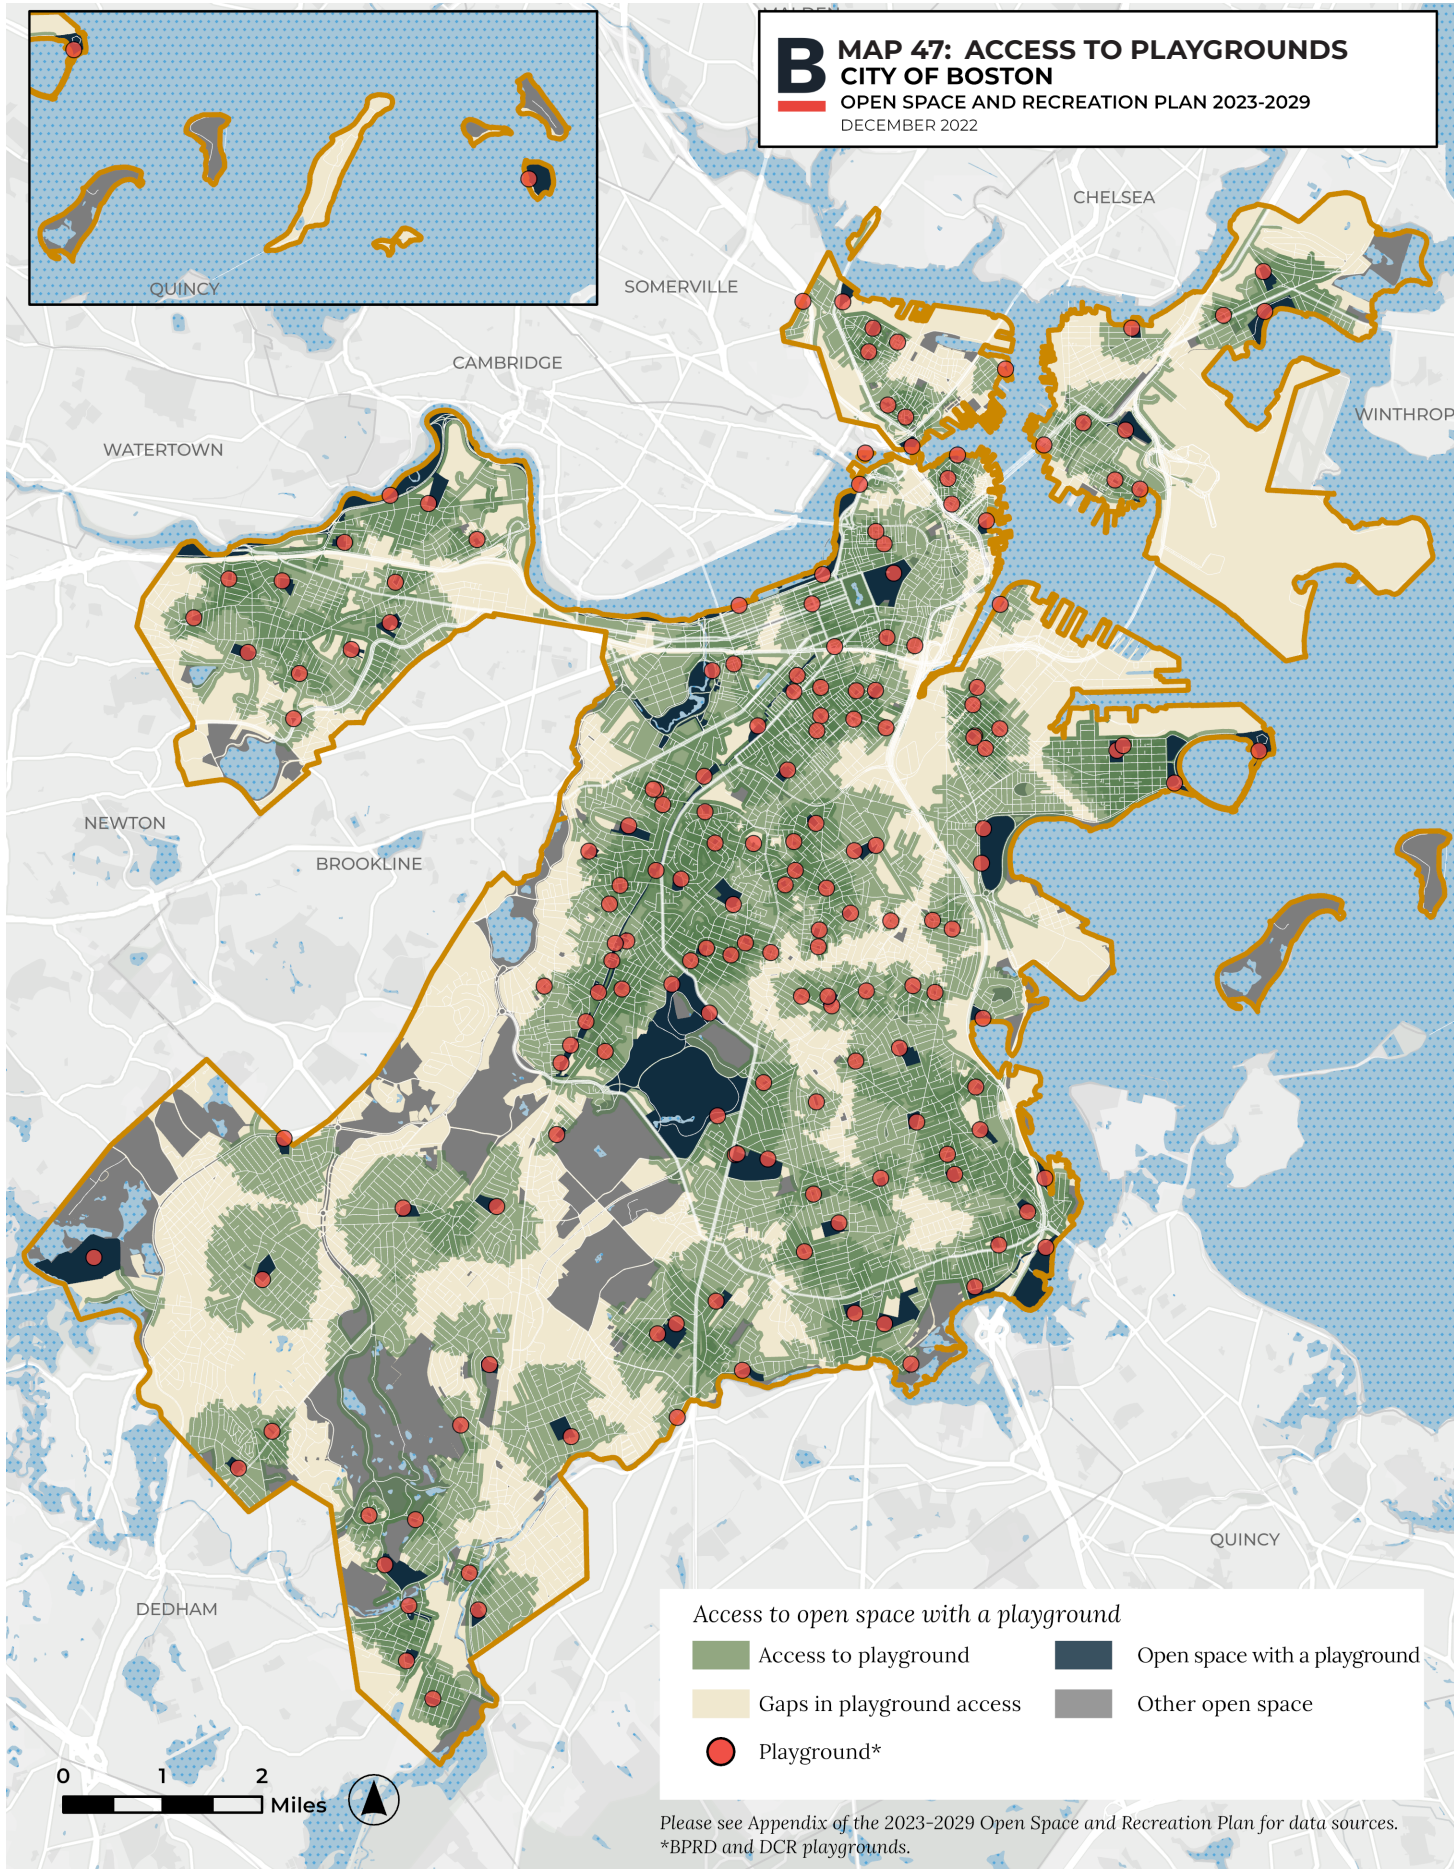 B
MAP 47: ACCESS TO PLAYGROUNDS
CITY OF BOSTON
OPEN SPACE AND RECREATION PLAN 2023-2029
DECEMBER 2022
QUINCY
CHELSEA
SOMERVILLE
CAMBRIDGE
WINTHROP
WATERTOWN
NEWTON
BROOKLINE
QUINCY
DEDHAM
Access to open space with a playground
Access to playground
Open space with a playground
Gaps in playground access
Other open space
Playground*
0 1 2
Miles
Please see Appendix of the 2023-2029 Open Space and Recreation Plan for data sources.
*BPRD and DCR playgrounds.